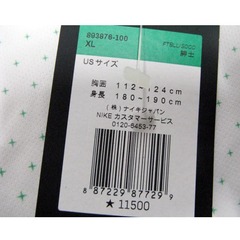 893876-100
XL
紳士
USサイズ
胸囲 112~124cm
身長 180~190cm
(株)ナイキジャパン
NIKE カスタマーサービス
0120-6453-77
8 87229 87729 9
★ 11500